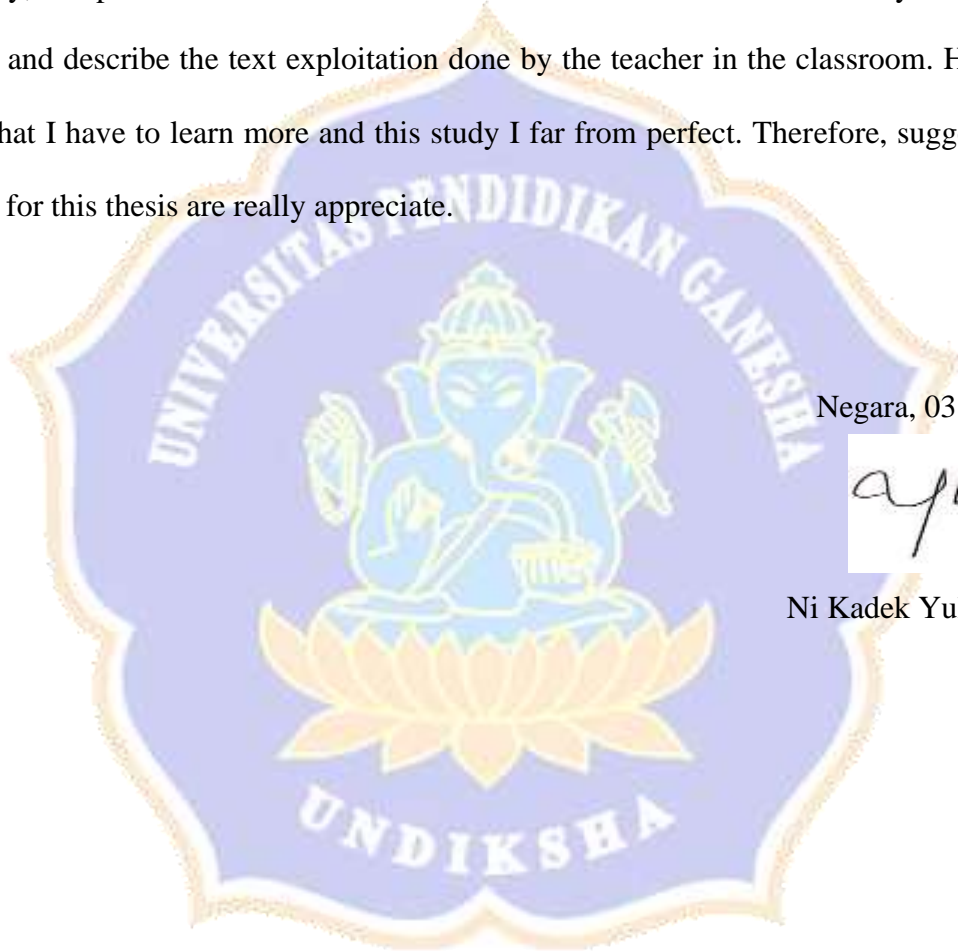 and describe the text exploitation done by the teacher in the classroom.
hat I have to learn more and this study I far from perfect. Therefore,
for this thesis are really appreciate.
UNIVERSITAS PENDIDIKAN GANESHA
Negara, 03
Ni Kadek Yu
UNDIKSHA